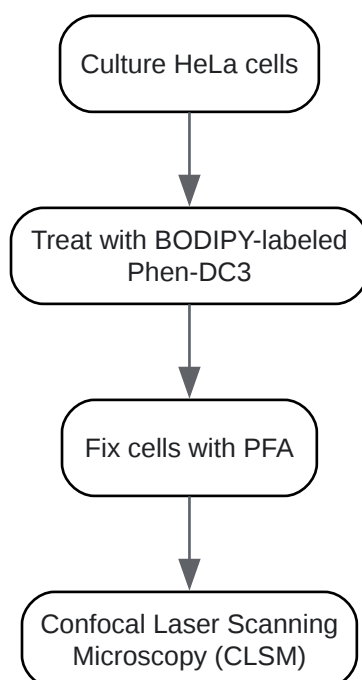 Culture HeLa cells
Treat with BODIPY-labeled
Phen-DC3
Fix cells with PFA
Confocal Laser Scanning
Microscopy (CLSM)